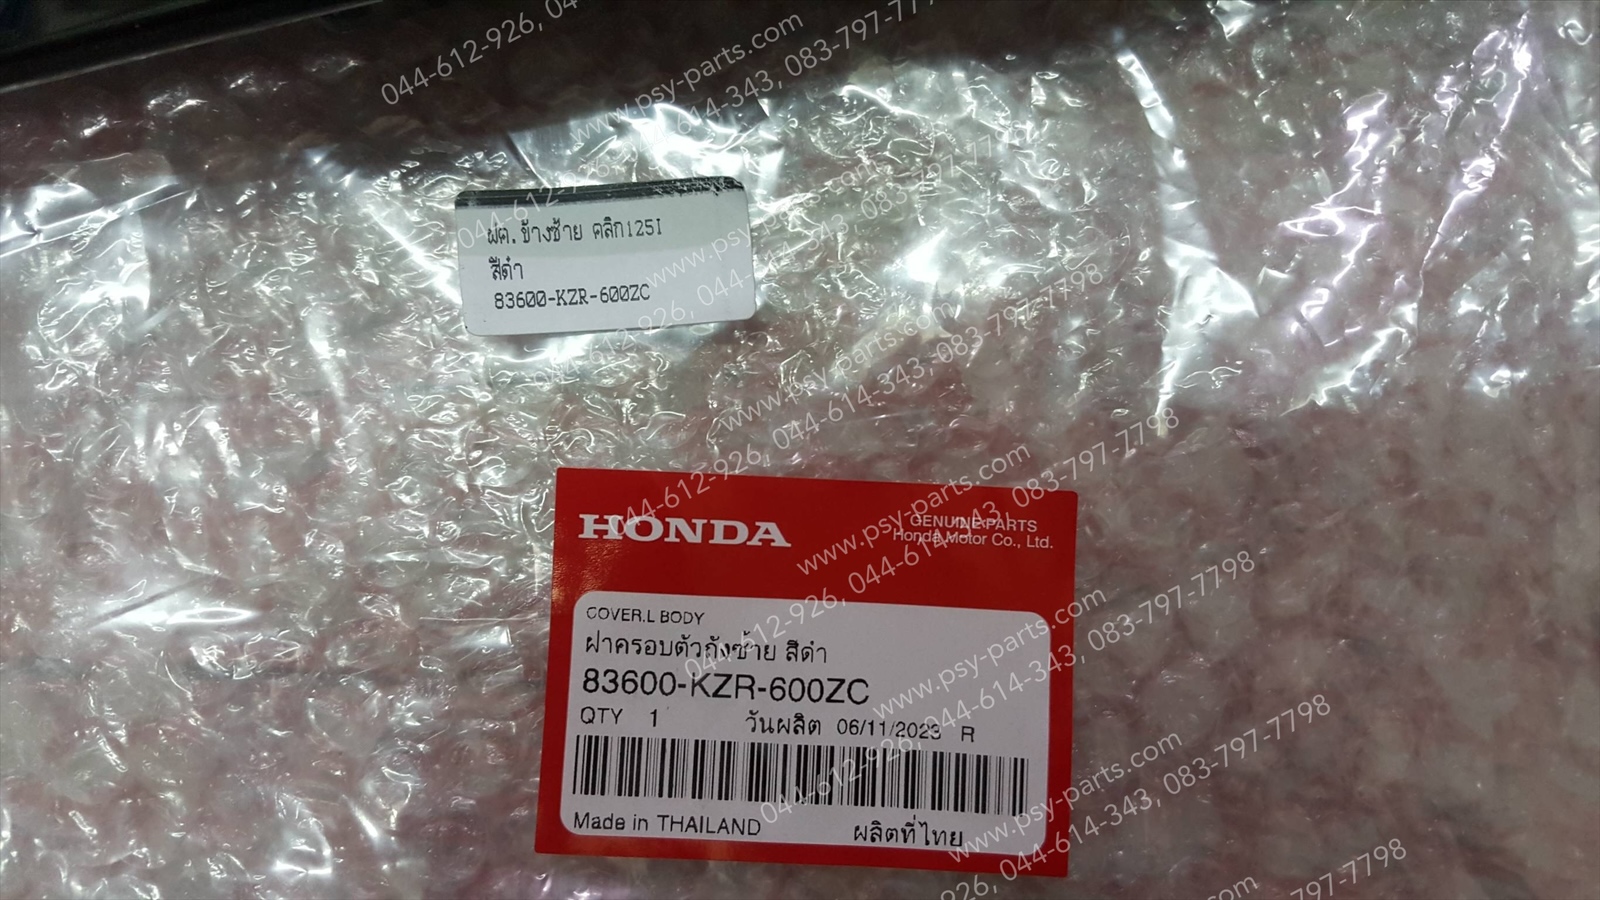 ฝค.ข้างซ้าย คลิก125I
สีดำ
83600-KZR-600ZC
HONDA
GENUINE PARTS
Honda Motor Co., Ltd.
COVER.L BODY
ฝาครอบตัวถังซ้าย สีดำ
83600-KZR-600ZC
QTY 1 วันผลิต 06/11/2023 R
Made in THAILAND ผลิตที่ไทย
www.psy-parts.com
044-612-926, 044-614-343, 083-797-7798